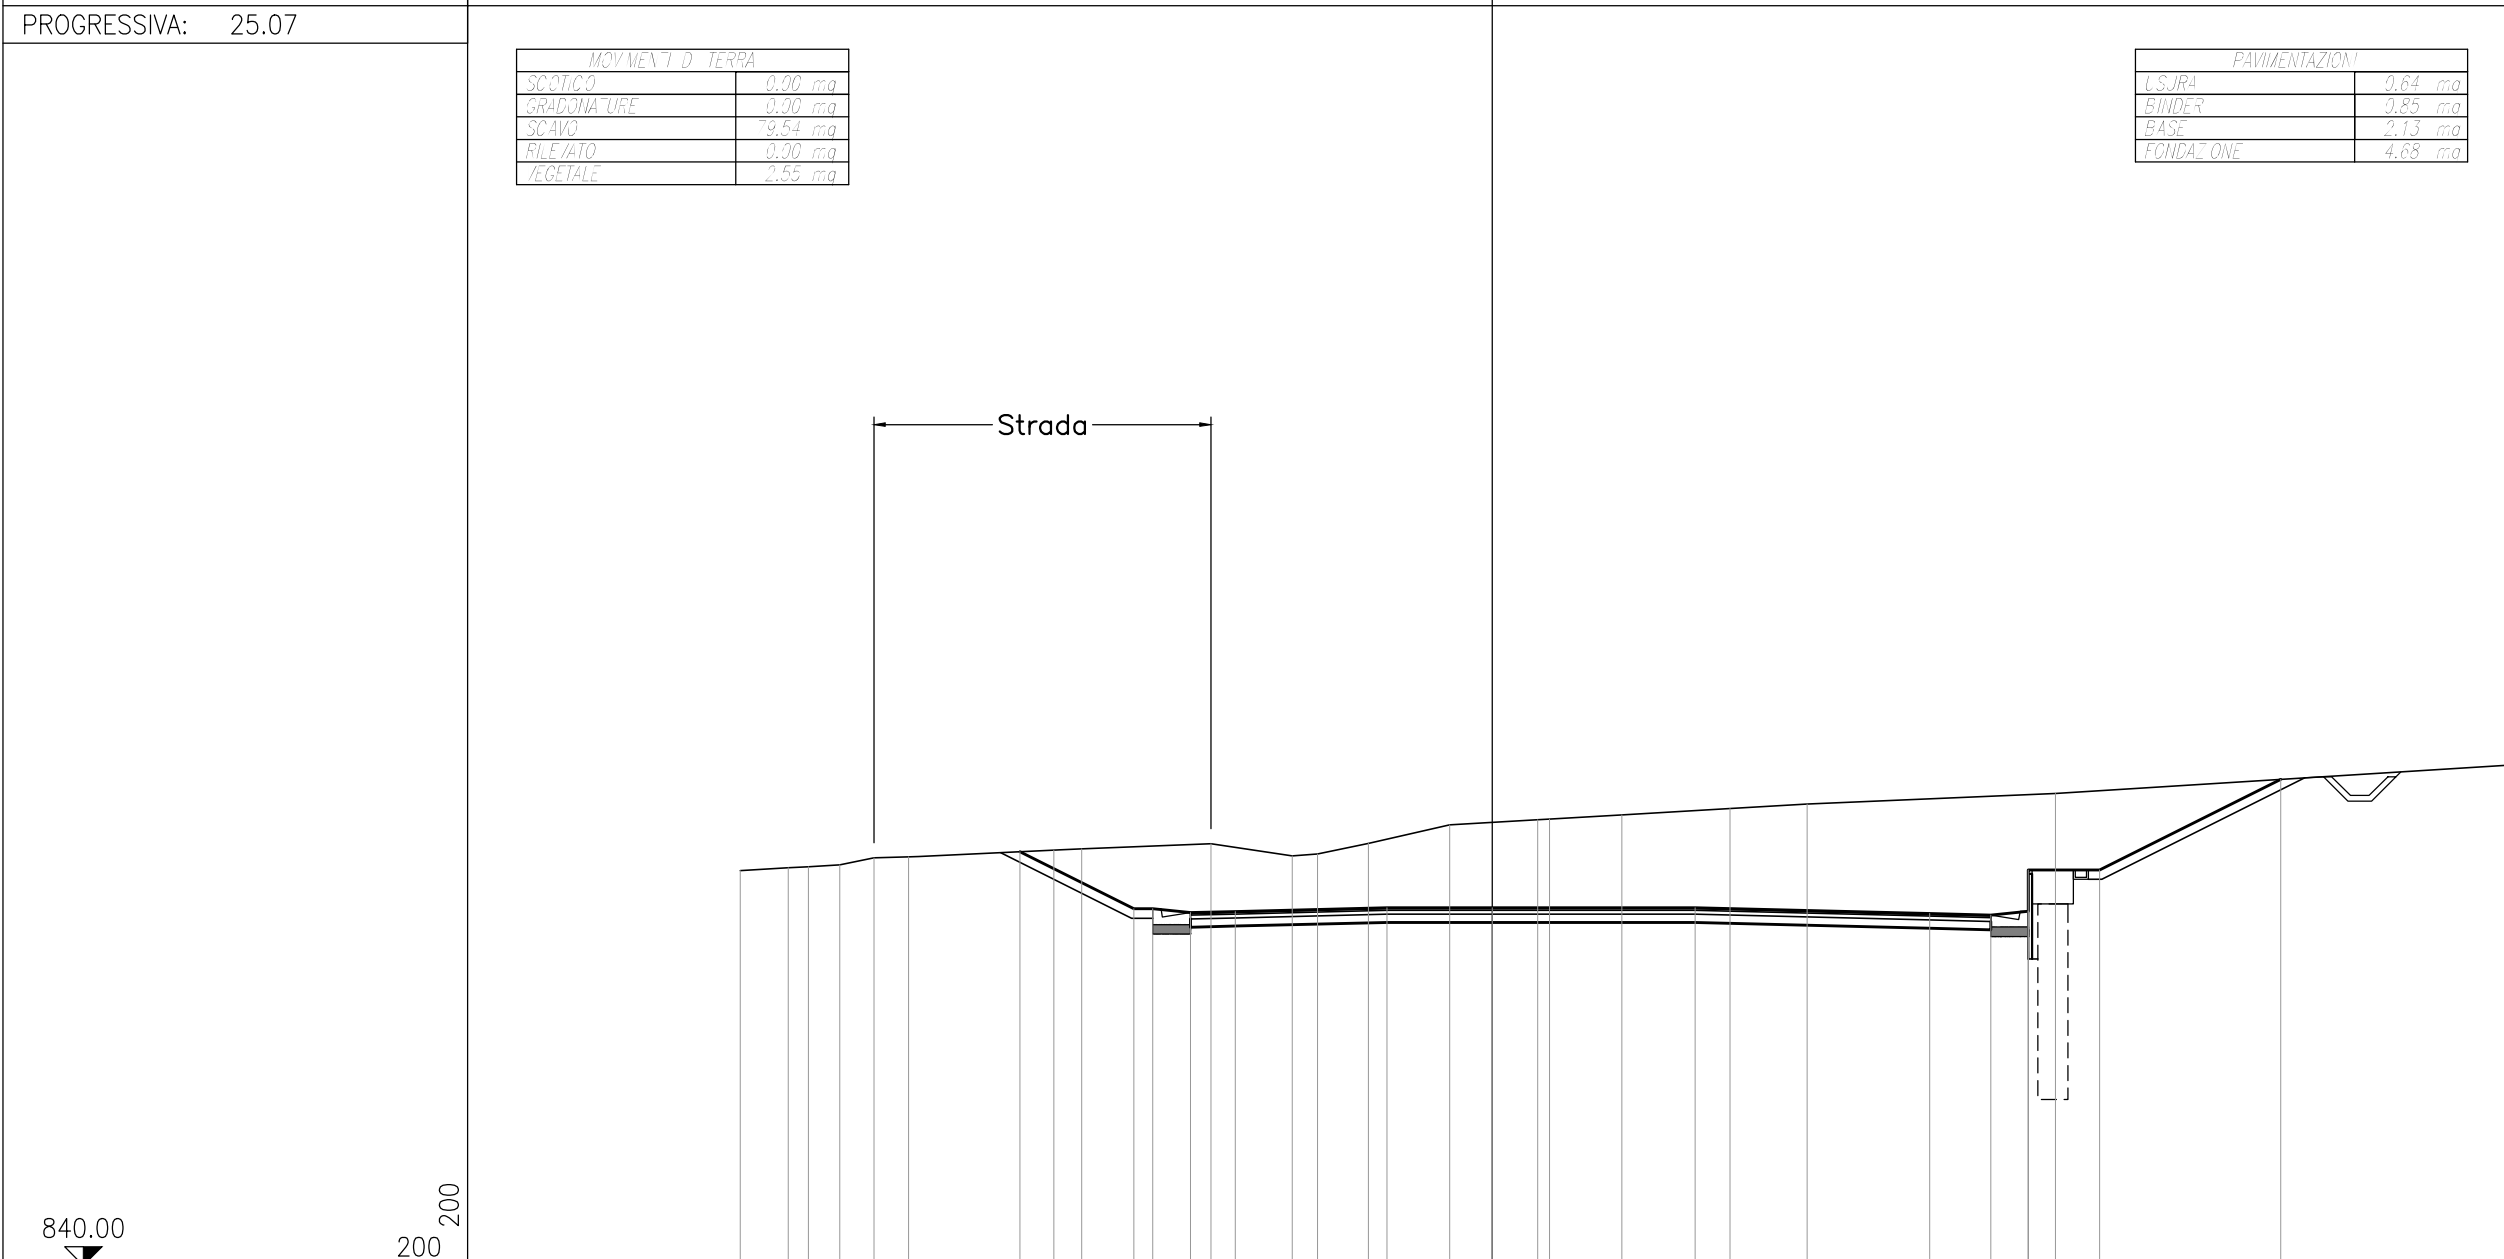 PROGRESSIVA: 25.07
MOVIMENTI DI TERRA
SCOTICO 0.00 mq
GRADONATURE 0.00 mq
SCAVO 79.54 mq
RILEVATO 0.00 mq
VEGETALE 2.55 mq
PAVIMENTAZIONI
USURA 0.64 mq
BINDER 0.85 mq
BASE 2.13 mq
FONDAZIONE 4.68 mq
Strada
200
840.00
200